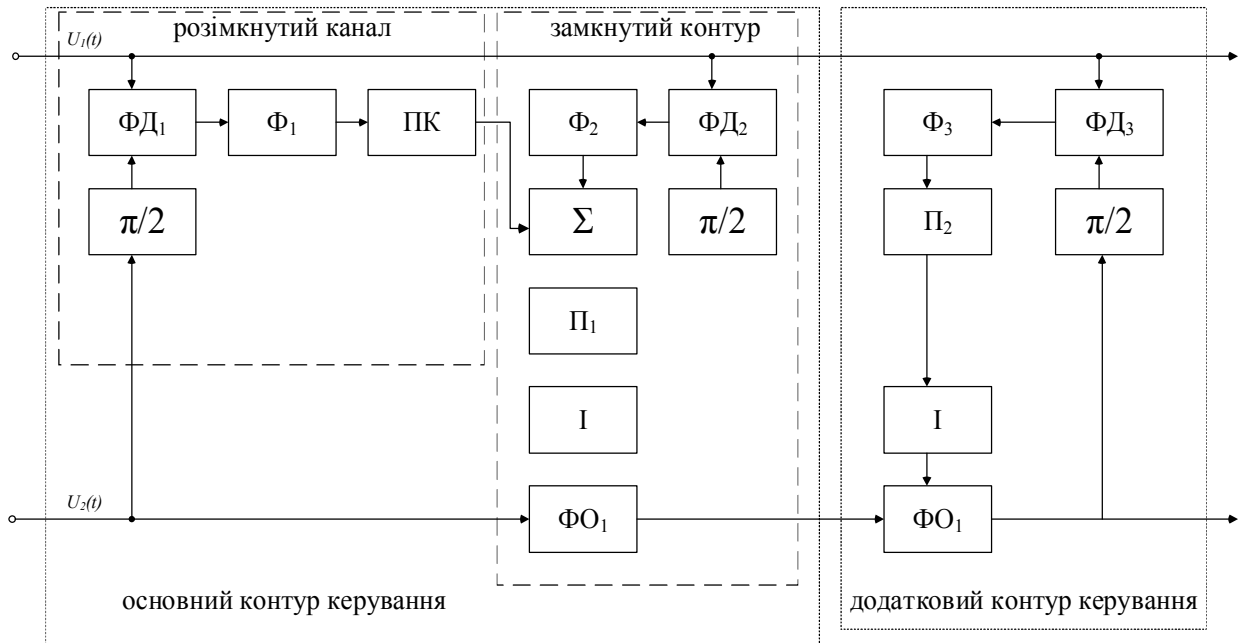 розімкнутий канал
замкнутий контур
U₁(t)
ФД₁
Ф₁
ПК
Ф₂
ФД₂
Ф₃
ФД₃
π/2
Σ
π/2
П₂
π/2
П₁
І
І
U₂(t)
ФО₁
ФО₁
основний контур керування
додатковий контур керування